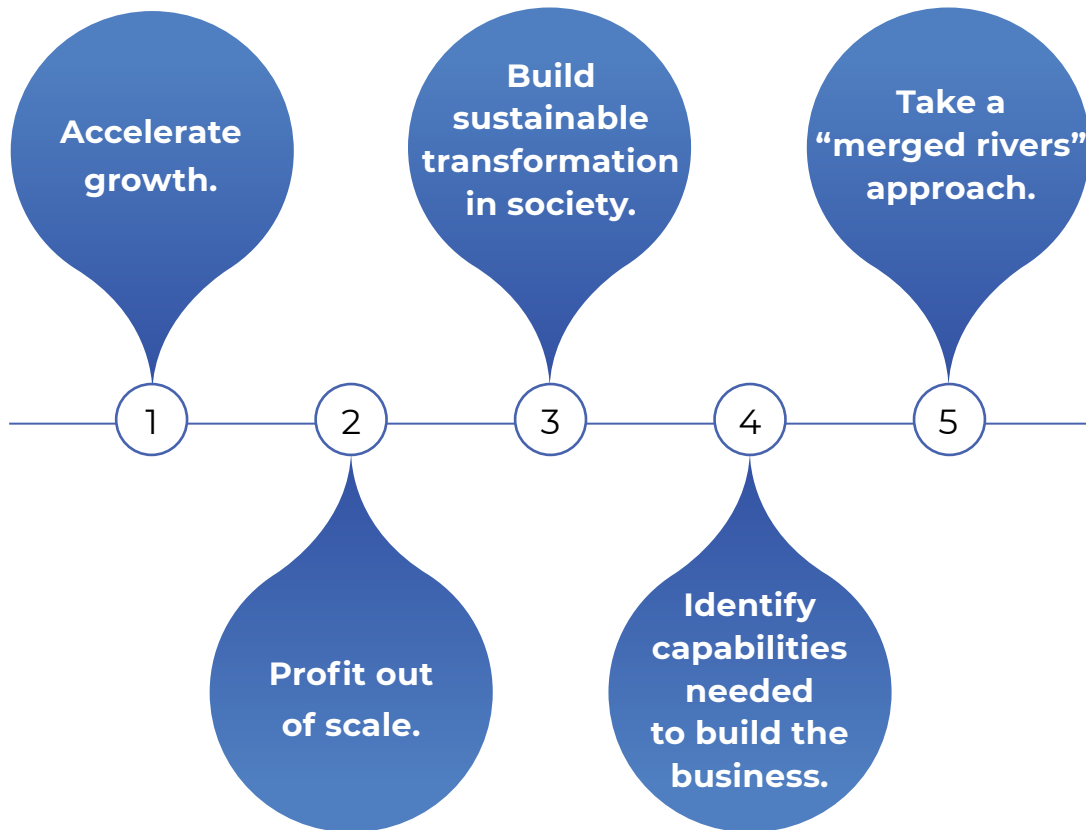 Accelerate
growth.
Build
sustainable
transformation
in society.
Take a
“merged rivers”
approach.
1
2
3
4
5
Profit out
of scale.
Identify
capabilities
needed
to build the
business.